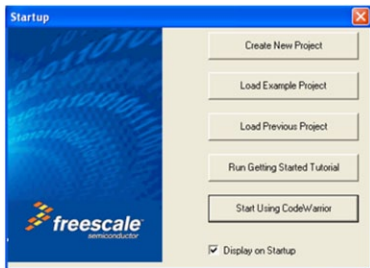 Startup
Create New Project
Load Example Project
Load Previous Project
Run Getting Started Tutorial
Start Using CodeWarrior
freescale
semiconductor
Display on Startup